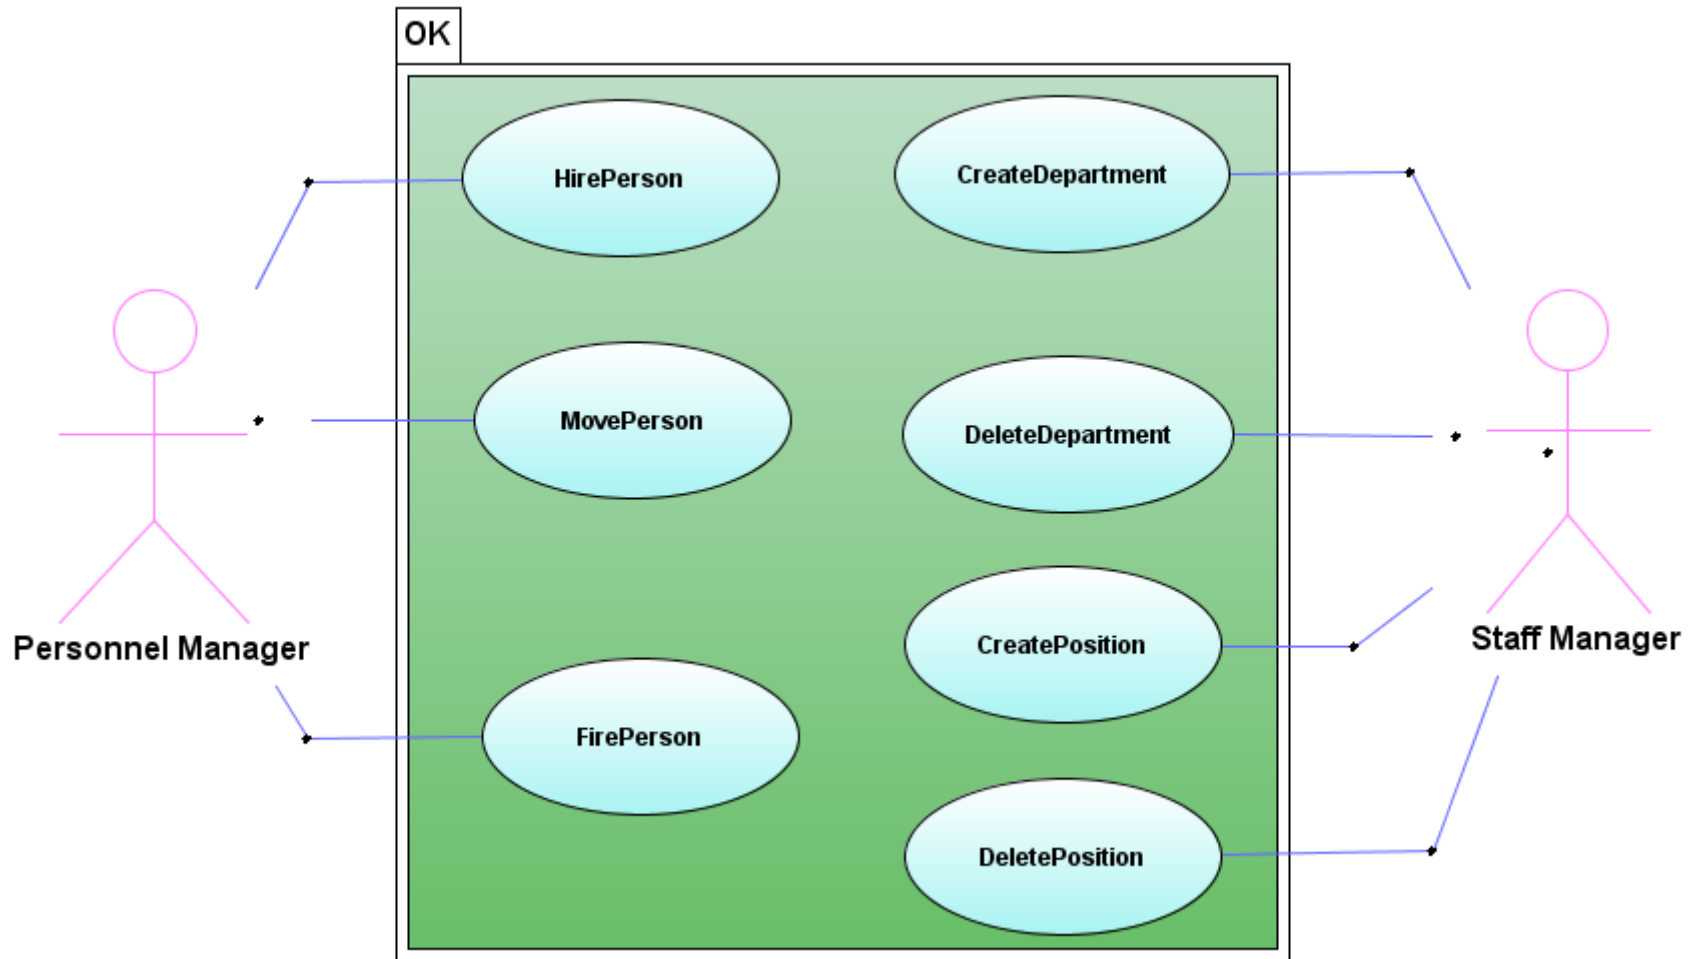 OK
HirePerson
CreateDepartment
MovePerson
DeleteDepartment
Personnel Manager
CreatePosition
Staff Manager
FirePerson
DeletePosition